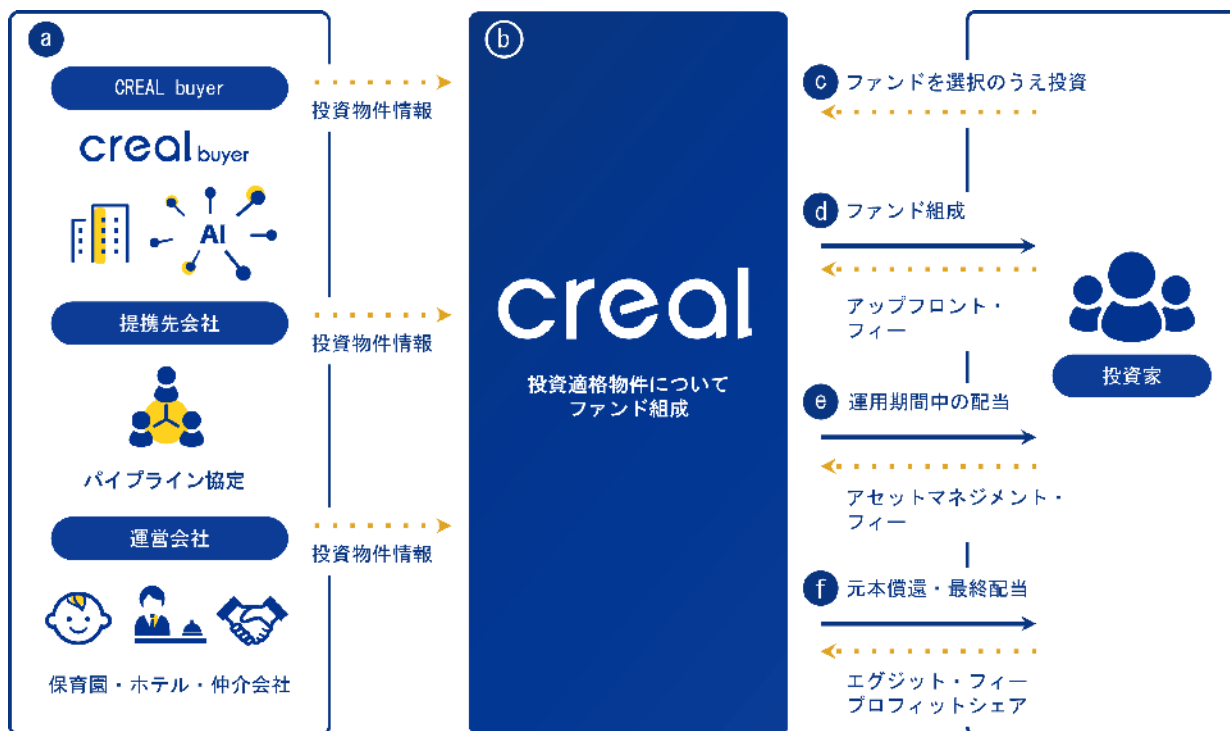 a
CREAL buyer
creal buyer
AI
提携先会社
パイプライン協定
運営会社
保育園・ホテル・仲介会社
投資物件情報
投資物件情報
投資物件情報
b
creal
投資適格物件について
ファンド組成
c ファンドを選択のうえ投資
d ファンド組成
アップフロント・
フィー
e 運用期間中の配当
アセットマネジメント・
フィー
f 元本償還・最終配当
エグジット・フィー
プロフィットシェア
投資家